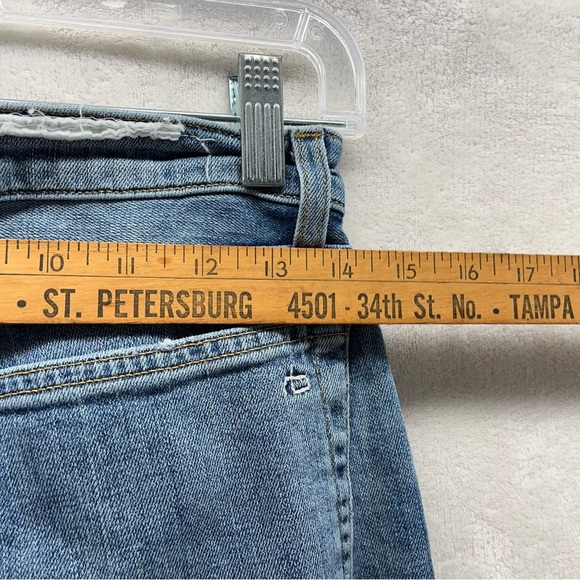 10 11 12 13 14 15 16 17
• ST. PETERSBURG 4501 - 34th St. No. • TAMPA